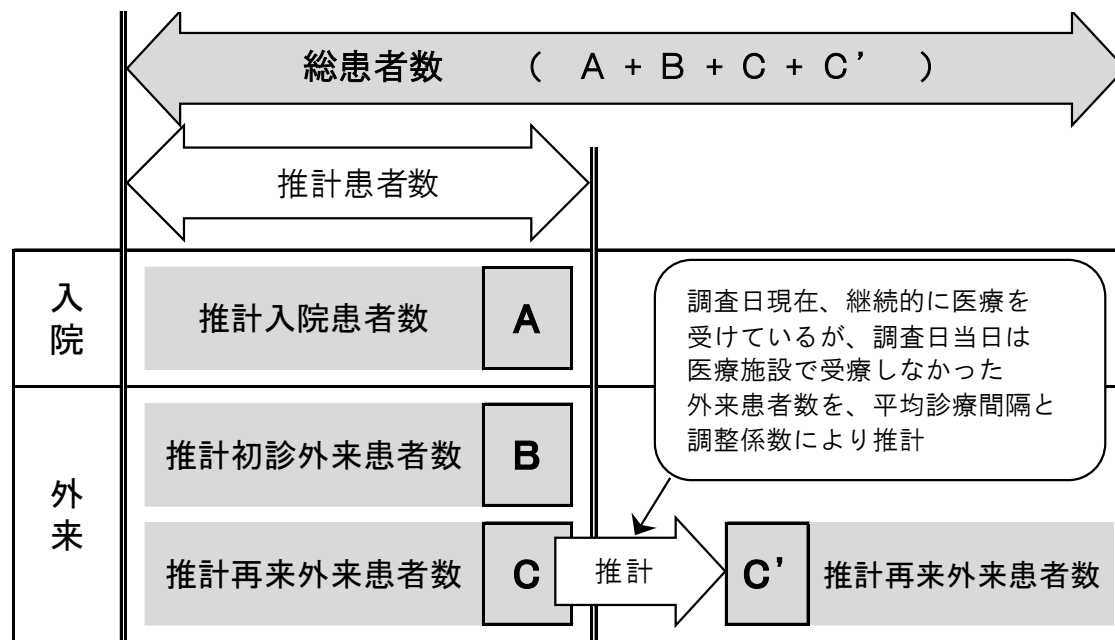 総患者数 （ Ａ＋Ｂ＋Ｃ＋Ｃ’ ）
推計患者数
入院
推計入院患者数 Ａ
調査日現在、継続的に医療を
受けているが、調査日当日は
医療施設で受療しなかった
外来患者数を、平均診療間隔と
調整係数により推計
外来
推計初診外来患者数 Ｂ
推計再来外来患者数 Ｃ 推計 Ｃ’ 推計再来外来患者数